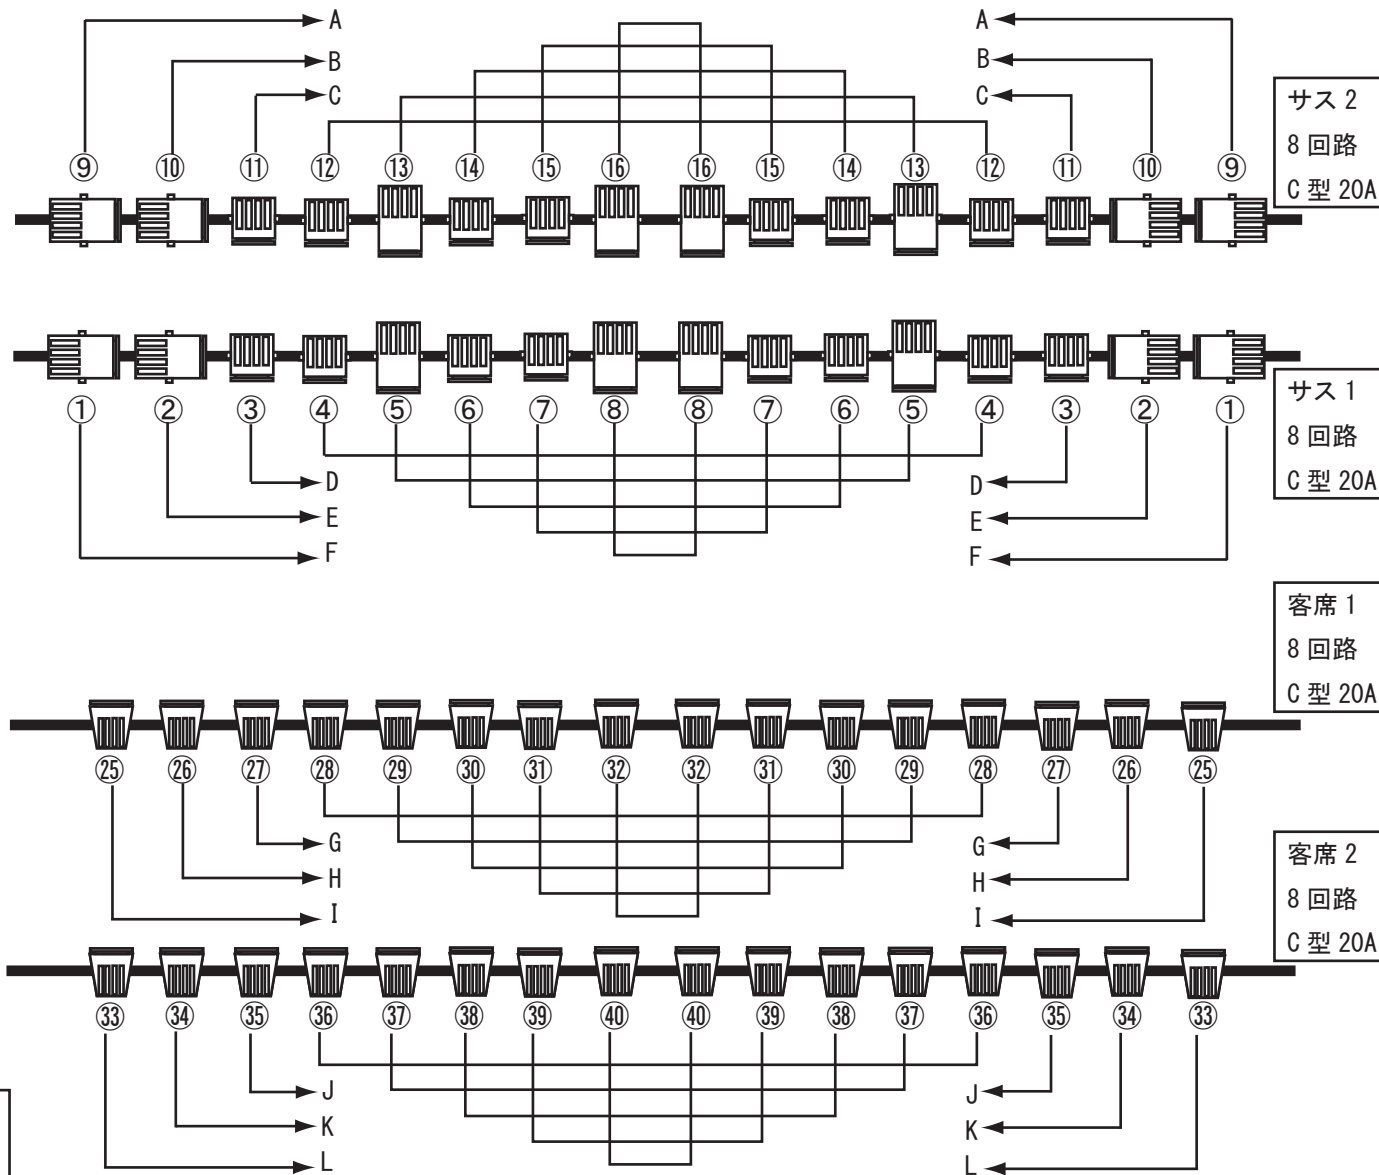 A A
B B
C C
サス 2
8 回路
C 型 20A
⑨ ⑩ ⑪ ⑫ ⑬ ⑭ ⑮ ⑯ ⑯ ⑮ ⑭ ⑬ ⑫ ⑪ ⑩ ⑨
① ② ③ ④ ⑤ ⑥ ⑦ ⑧ ⑧ ⑦ ⑥ ⑤ ④ ③ ② ①
サス 1
8 回路
C 型 20A
D D
E E
F F
客席 1
8 回路
C 型 20A
㉕ ㉖ ㉗ ㉘ ㉙ ㉚ ㉛ ㉜ ㉜ ㉛ ㉚ ㉙ ㉘ ㉗ ㉖ ㉕
G G
H H
I I
客席 2
8 回路
C 型 20A
㉝ ㉞ ㉟ ㊱ ㊲ ㊳ ㊴ ㊵ ㊵ ㊴ ㊳ ㊲ ㊱ ㉟ ㉞ ㉝
J J
K K
L L